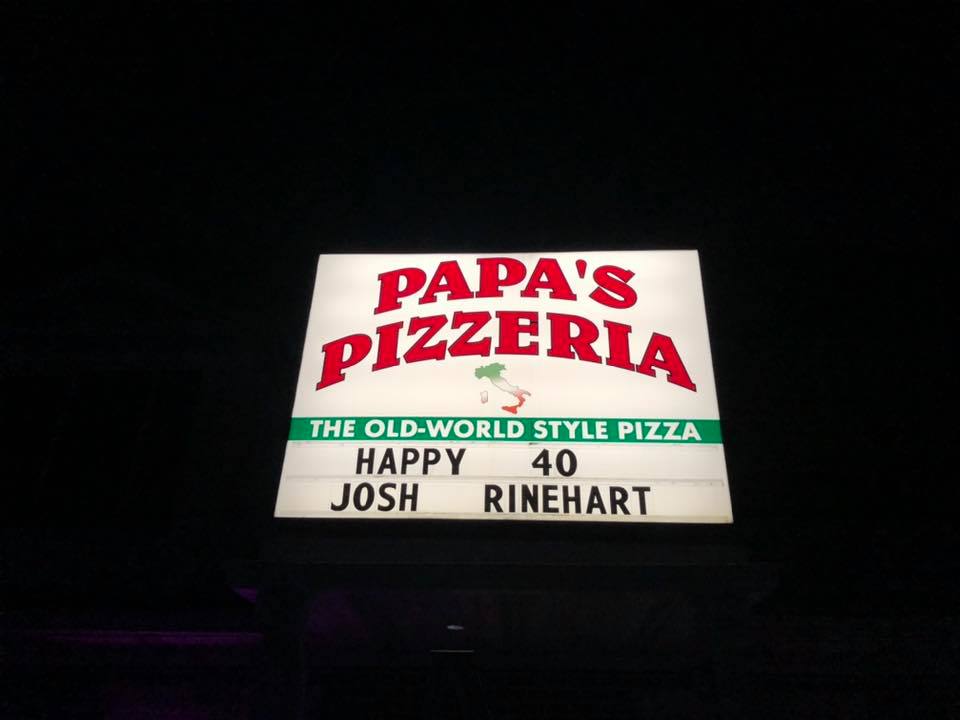 PAPA'S
PIZZERIA
THE OLD-WORLD STYLE PIZZA
HAPPY 40
JOSH RINEHART